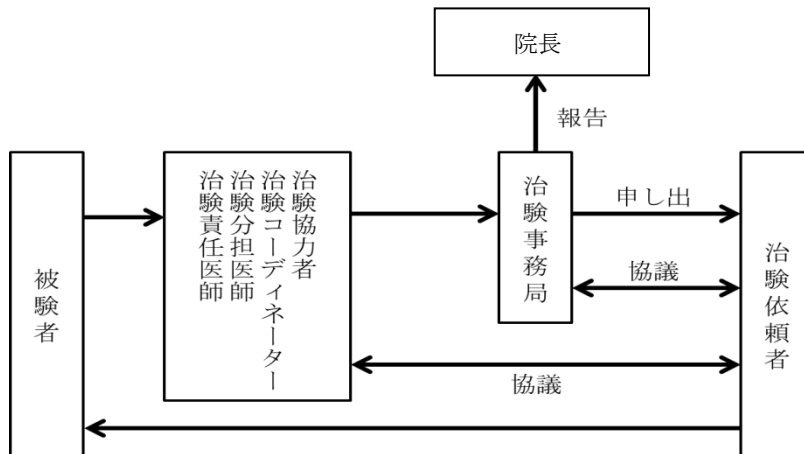 院長
報告
被験者
治験協力者
治験コーディネーター
治験分担医師
治験責任医師
治験事務局
申し出
協議
治験依頼者
協議